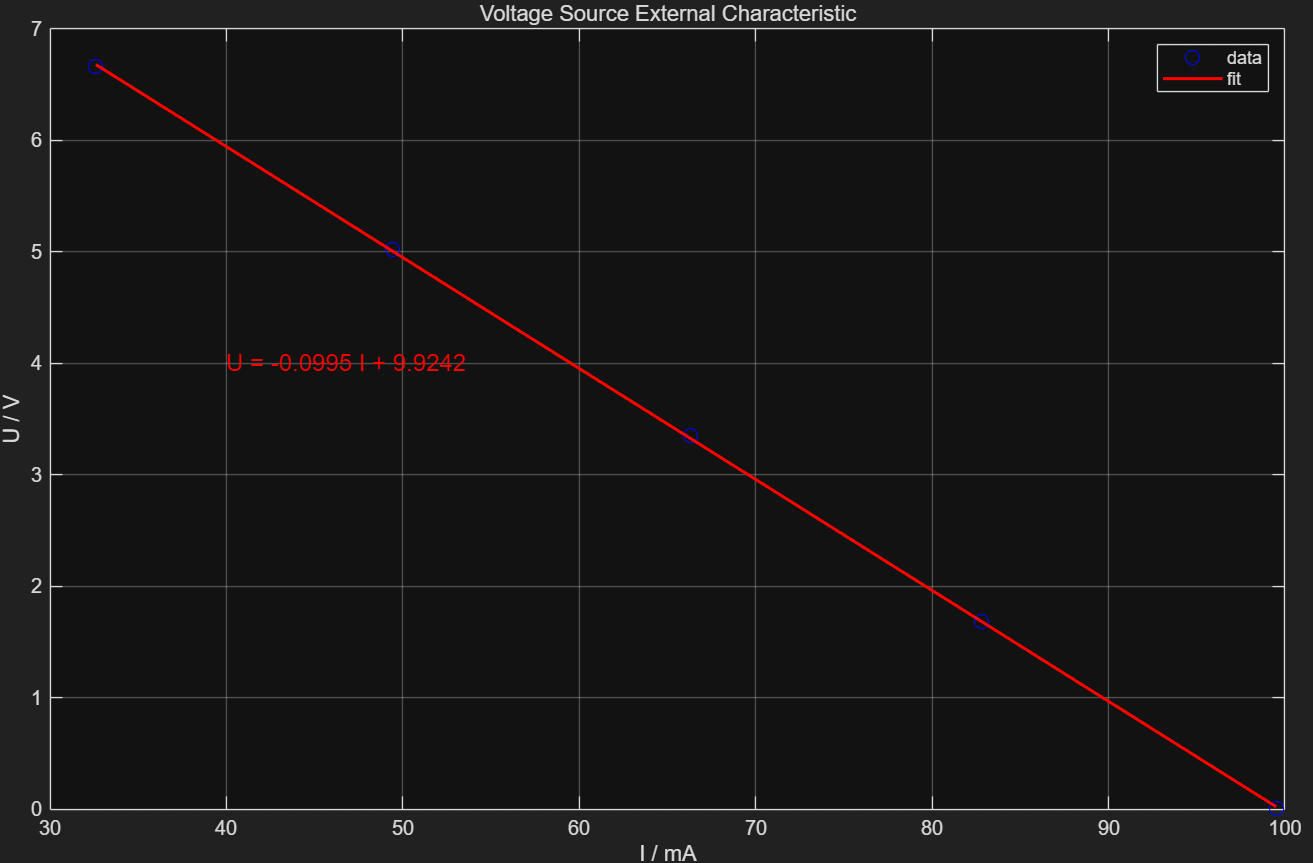 Voltage Source External Characteristic
7
data
fit
6
5
U = -0.0995 I + 9.9242
4
U / V
3
2
1
0
30 40 50 60 70 80 90 100
I / mA